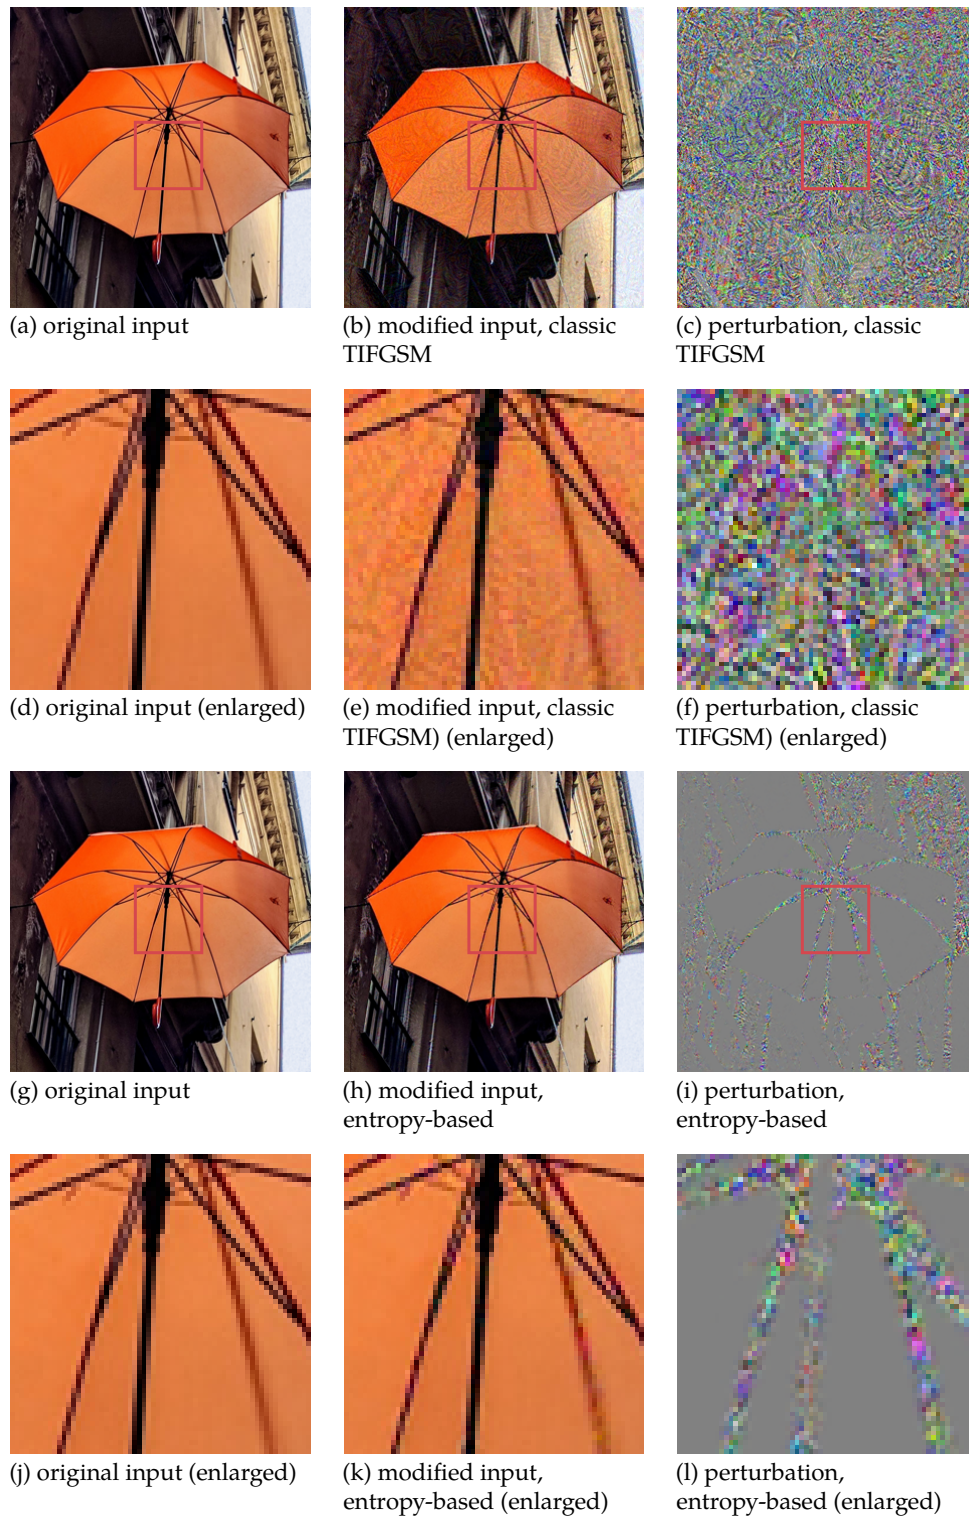 (a) original input
(b) modified input, classic
TIFGSM
(c) perturbation, classic
TIFGSM
(d) original input (enlarged)
(e) modified input, classic
TIFGSM) (enlarged)
(f) perturbation, classic
TIFGSM) (enlarged)
(g) original input
(h) modified input,
entropy-based
(i) perturbation,
entropy-based
(j) original input (enlarged)
(k) modified input,
entropy-based (enlarged)
(l) perturbation,
entropy-based (enlarged)